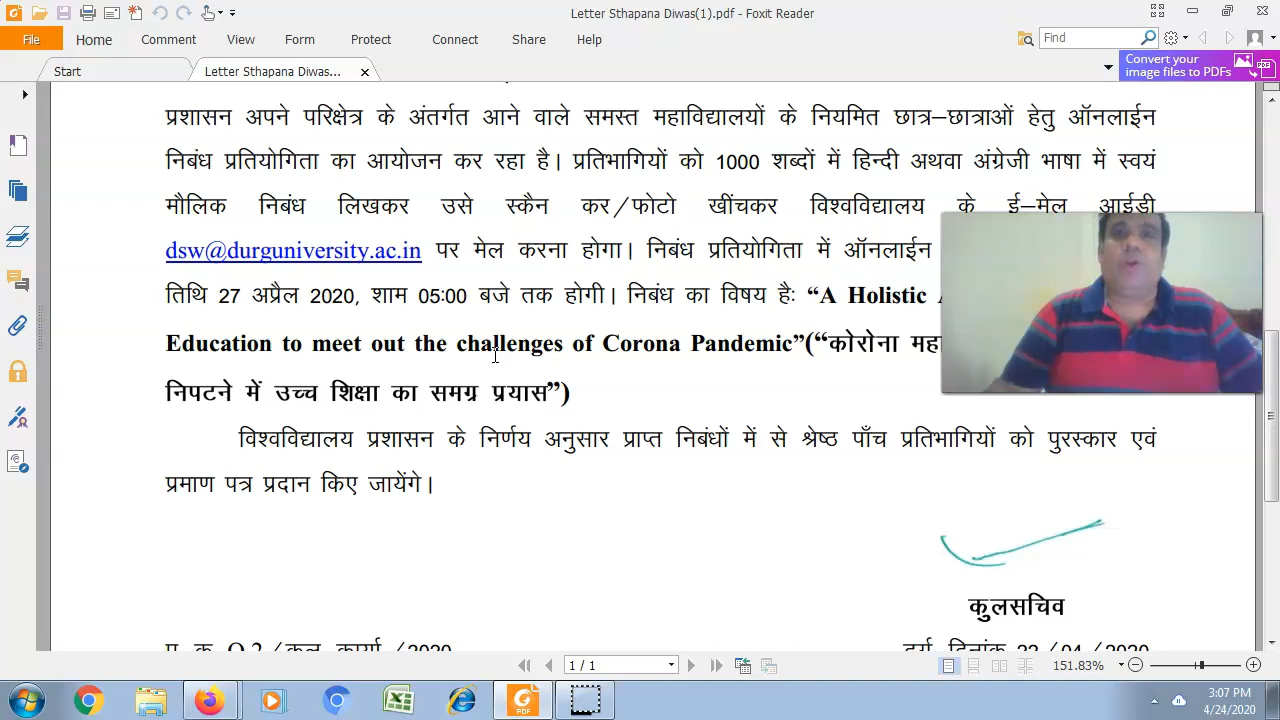 Letter Sthapana Diwas(1).pdf - Foxit Reader
File Home Comment View Form Protect Connect Share Help
Find
Start
Letter Sthapana Diwas...
Convert your
image files to PDFs
प्रशासन अपने परिक्षेत्र के अंतर्गत आने वाले समस्त महाविद्यालयों के नियमित छात्र–छात्राओं हेतु ऑनलाईन
निबंध प्रतियोगिता का आयोजन कर रहा है। प्रतिभागियों को 1000 शब्दों में हिन्दी अथवा अंग्रेजी भाषा में स्वयं
मौलिक निबंध लिखकर उसे स्कैन कर/फोटो खींचकर विश्वविद्यालय के ई–मेल आईडी
dsw@durguniversity.ac.in पर मेल करना होगा। निबंध प्रतियोगिता में ऑनलाईन
तिथि 27 अप्रैल 2020, शाम 05:00 बजे तक होगी। निबंध का विषय हैः “A Holistic
Education to meet out the challenges of Corona Pandemic”(“कोरोना महा
निपटने में उच्च शिक्षा का समग्र प्रयास”)
विश्वविद्यालय प्रशासन के निर्णय अनुसार प्राप्त निबंधों में से श्रेष्ठ पाँच प्रतिभागियों को पुरस्कार एवं
प्रमाण पत्र प्रदान किए जायेंगे।
कुलसचिव
दुर्ग दिनांक 22/04/2020
1 / 1
151.83%
PDF
3:07 PM
4/24/2020